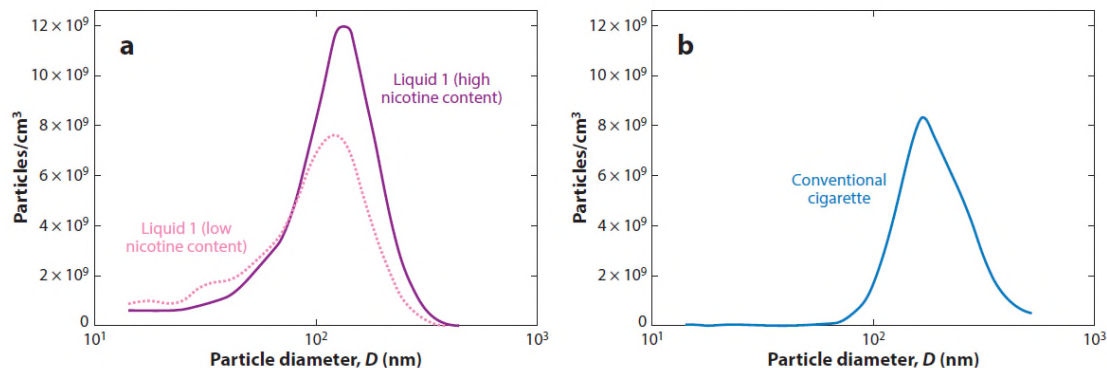 a
12 × 10⁹
10 × 10⁹
8 × 10⁹
6 × 10⁹
4 × 10⁹
2 × 10⁹
0
Particles/cm³
Liquid 1 (high
nicotine content)
Liquid 1 (low
nicotine content)
10¹
10²
10³
Particle diameter, D (nm)
b
12 × 10⁹
10 × 10⁹
8 × 10⁹
6 × 10⁹
4 × 10⁹
2 × 10⁹
0
Particles/cm³
Conventional
cigarette
10¹
10²
10³
Particle diameter, D (nm)